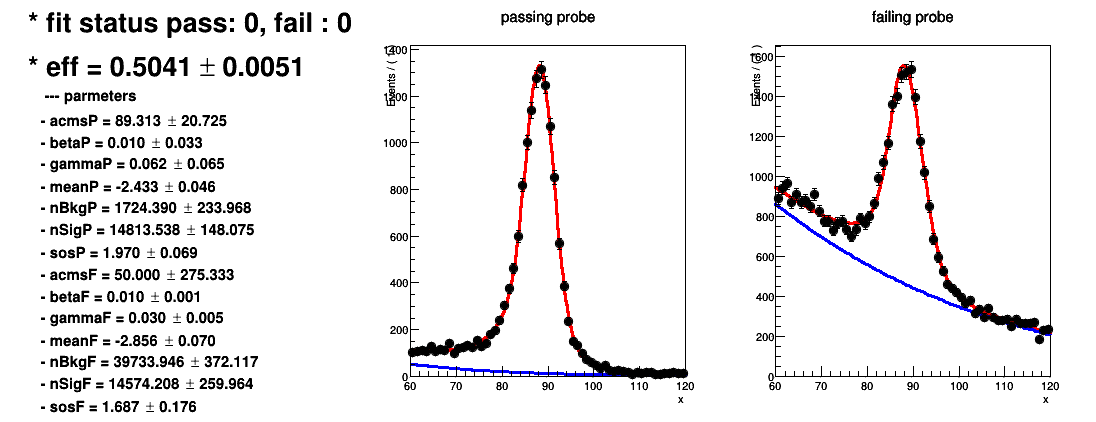 * fit status pass: 0, fail : 0
* eff = 0.5041 ± 0.0051
--- parmeters
- acmsP = 89.313 ± 20.725
- betaP = 0.010 ± 0.033
- gammaP = 0.062 ± 0.065
- meanP = -2.433 ± 0.046
- nBkgP = 1724.390 ± 233.968
- nSigP = 14813.538 ± 148.075
- sosP = 1.970 ± 0.069
- acmsF = 50.000 ± 275.333
- betaF = 0.010 ± 0.001
- gammaF = 0.030 ± 0.005
- meanF = -2.856 ± 0.070
- nBkgF = 39733.946 ± 372.117
- nSigF = 14574.208 ± 259.964
- sosF = 1.687 ± 0.176
passing probe
Events / (
1400
1200
1000
800
600
400
200
0
60 70 80 90 100 110 120
x
failing probe
Events / (
1600
1400
1200
1000
800
600
400
200
0
60 70 80 90 100 110 120
x